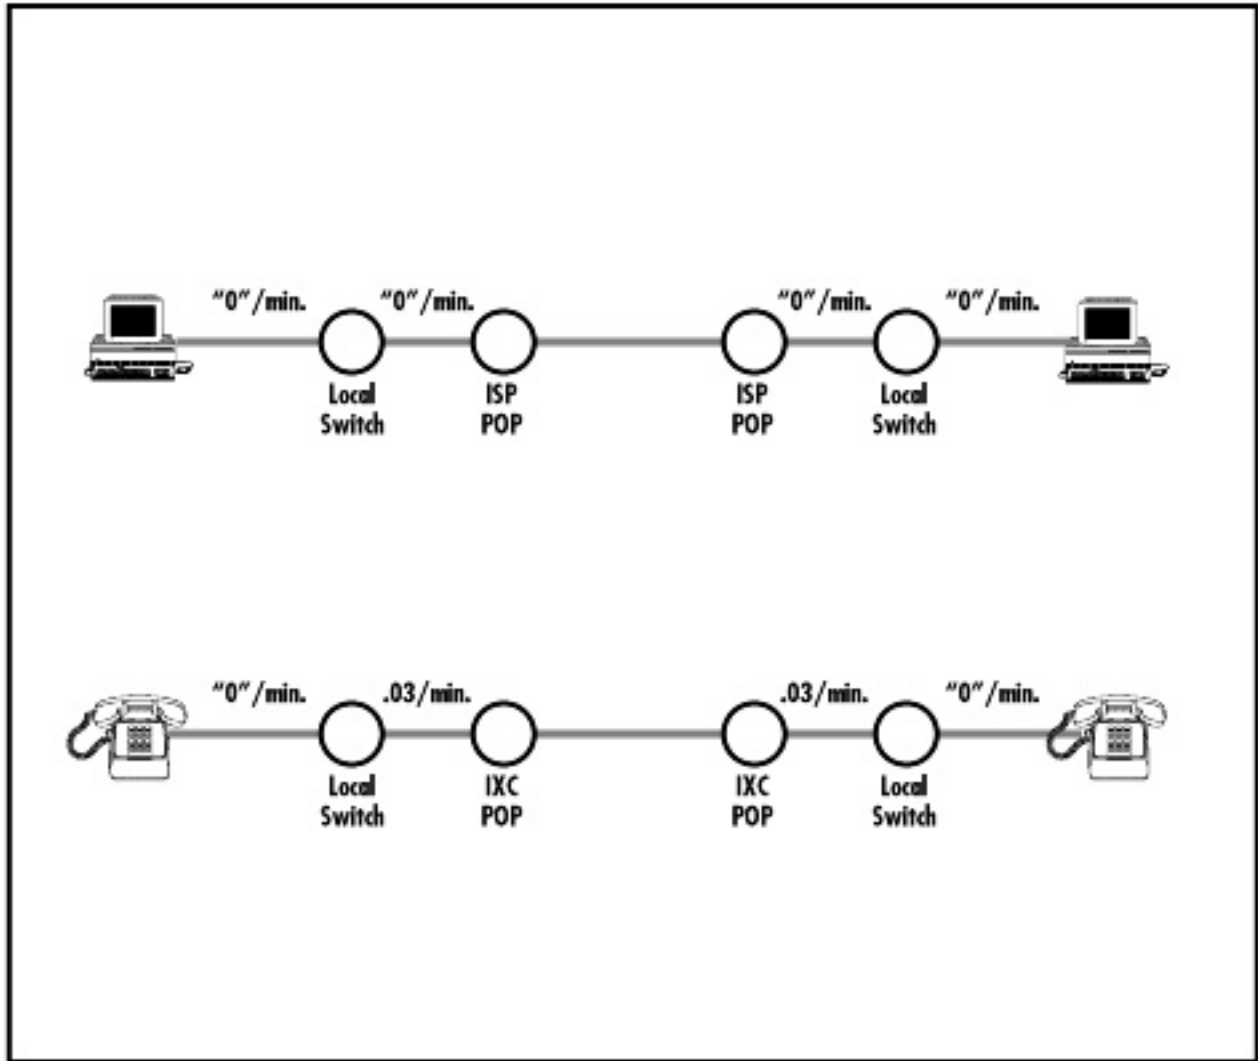 “0”/min. “0”/min. “0”/min. “0”/min.
Local ISP ISP Local
Switch POP POP Switch
“0”/min. .03/min. .03/min. “0”/min.
Local IXC IXC Local
Switch POP POP Switch